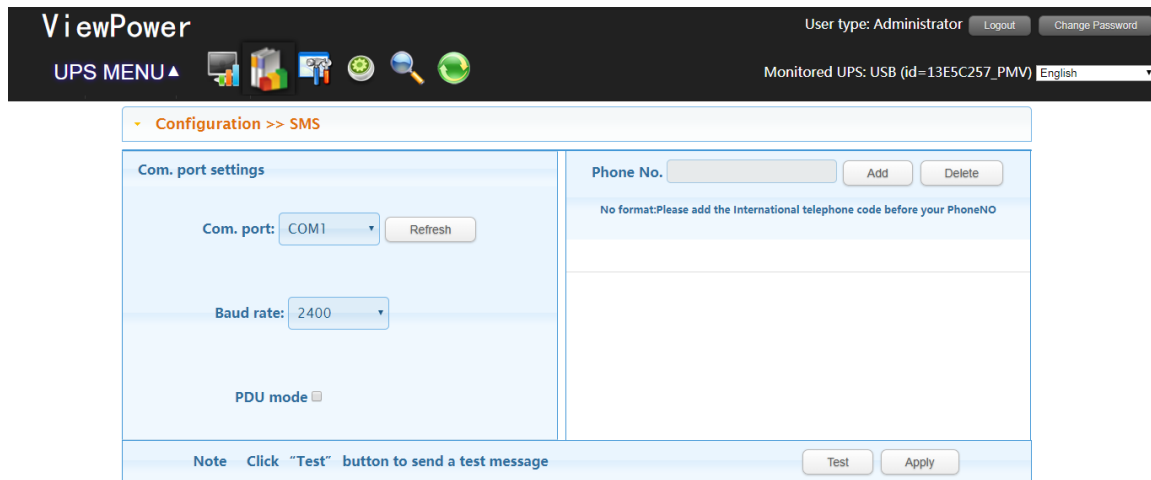 ViewPower
User type: Administrator Logout Change Password
UPS MENU▲
Monitored UPS: USB (id=13E5C257_PMV) English
Configuration >> SMS
Com. port settings
Phone No. Add Delete
No format:Please add the International telephone code before your PhoneNO
Com. port: COM1 Refresh
Baud rate: 2400
PDU mode
Note Click “Test” button to send a test message Test Apply